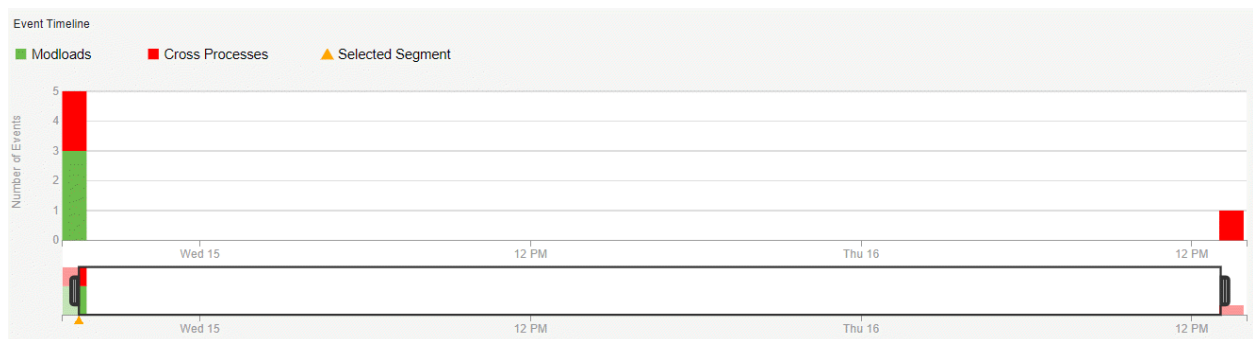 Event Timeline
Modloads Cross Processes Selected Segment
Number of Events
5
4
3
2
1
0
Wed 15 12 PM Thu 16 12 PM
Wed 15 12 PM Thu 16 12 PM